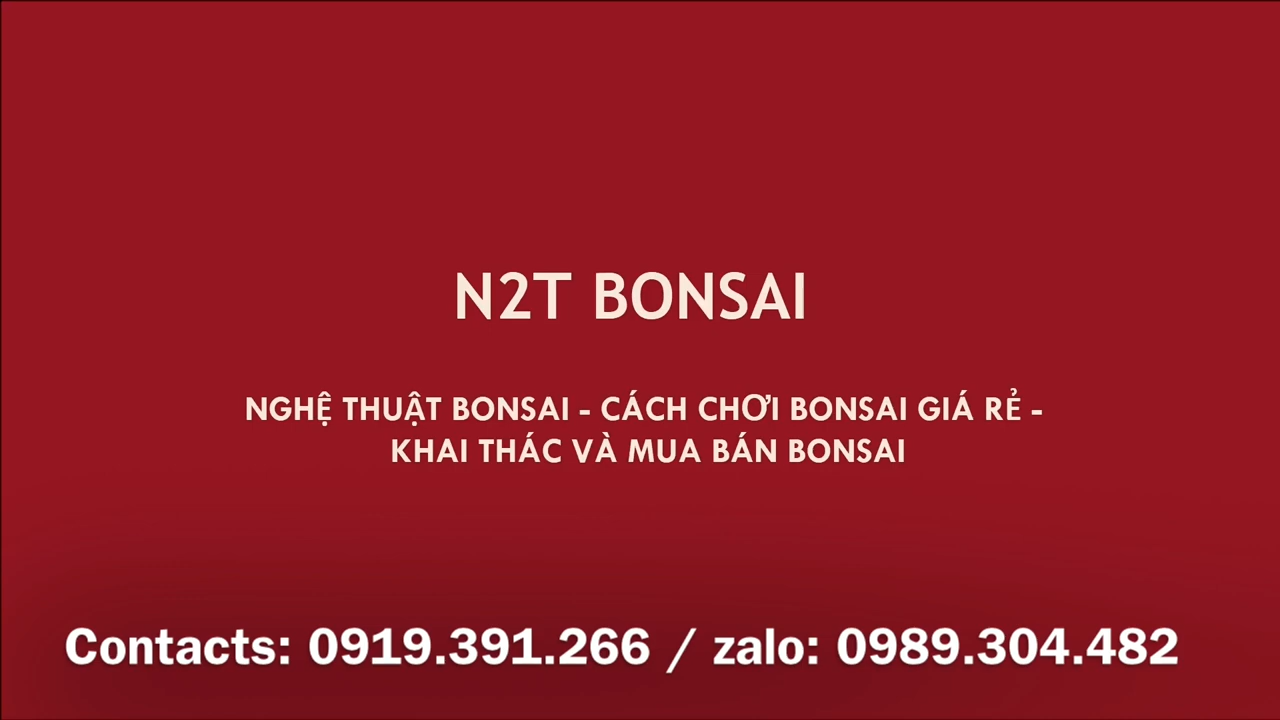 N2T BONSAI
NGHỆ THUẬT BONSAI - CÁCH CHƠI BONSAI GIÁ RẺ -
KHAI THÁC VÀ MUA BÁN BONSAI
Contacts: 0919.391.266 / zalo: 0989.304.482